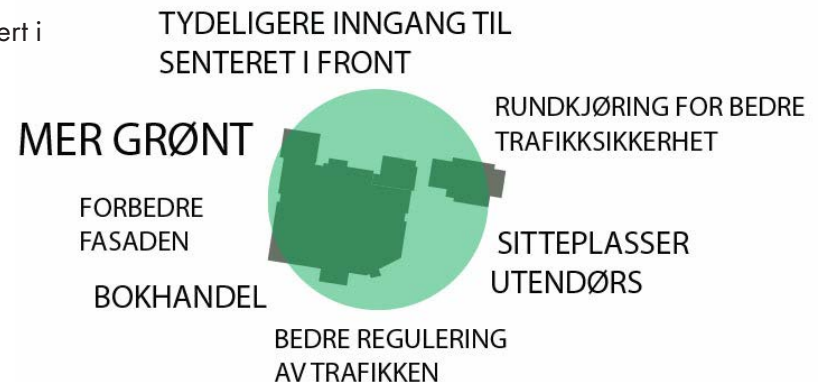 ert i
TYDELIGERE INNGANG TIL
SENTERET I FRONT
RUNDKJØRING FOR BEDRE
TRAFIKKSIKKERHET
MER GRØNT
FORBEDRE
FASADEN
SITTEPLASSER
UTENDØRS
BOKHANDEL
BEDRE REGULERING
AV TRAFIKKEN